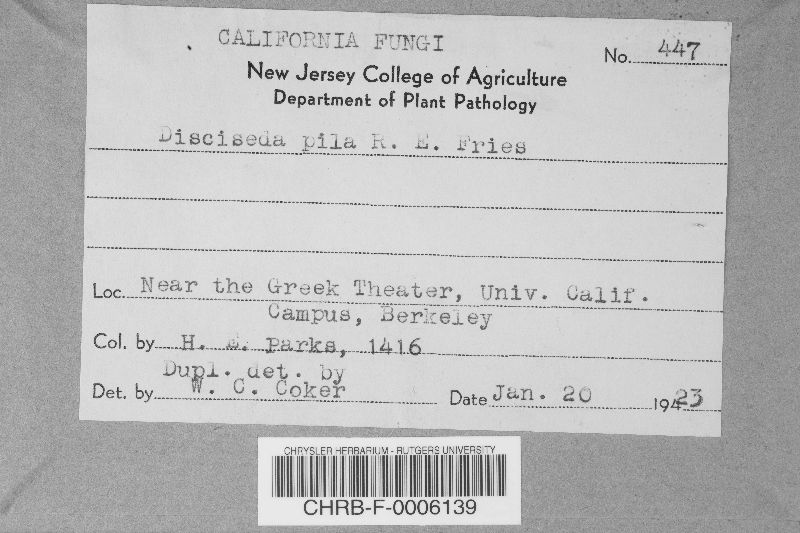 CALIFORNIA FUNGI
No. 447
New Jersey College of Agriculture
Department of Plant Pathology
Disciseda pila R. E. Fries
Loc. Near the Greek Theater, Univ. Calif.
Campus, Berkeley
Col. by H. E. Parks, 1416
Dupl. det. by
Det. by W. C. Coker
Date Jan. 20 1923
CHRYSLER HERBARIUM - RUTGERS UNIVERSITY
CHRB-F-0006139